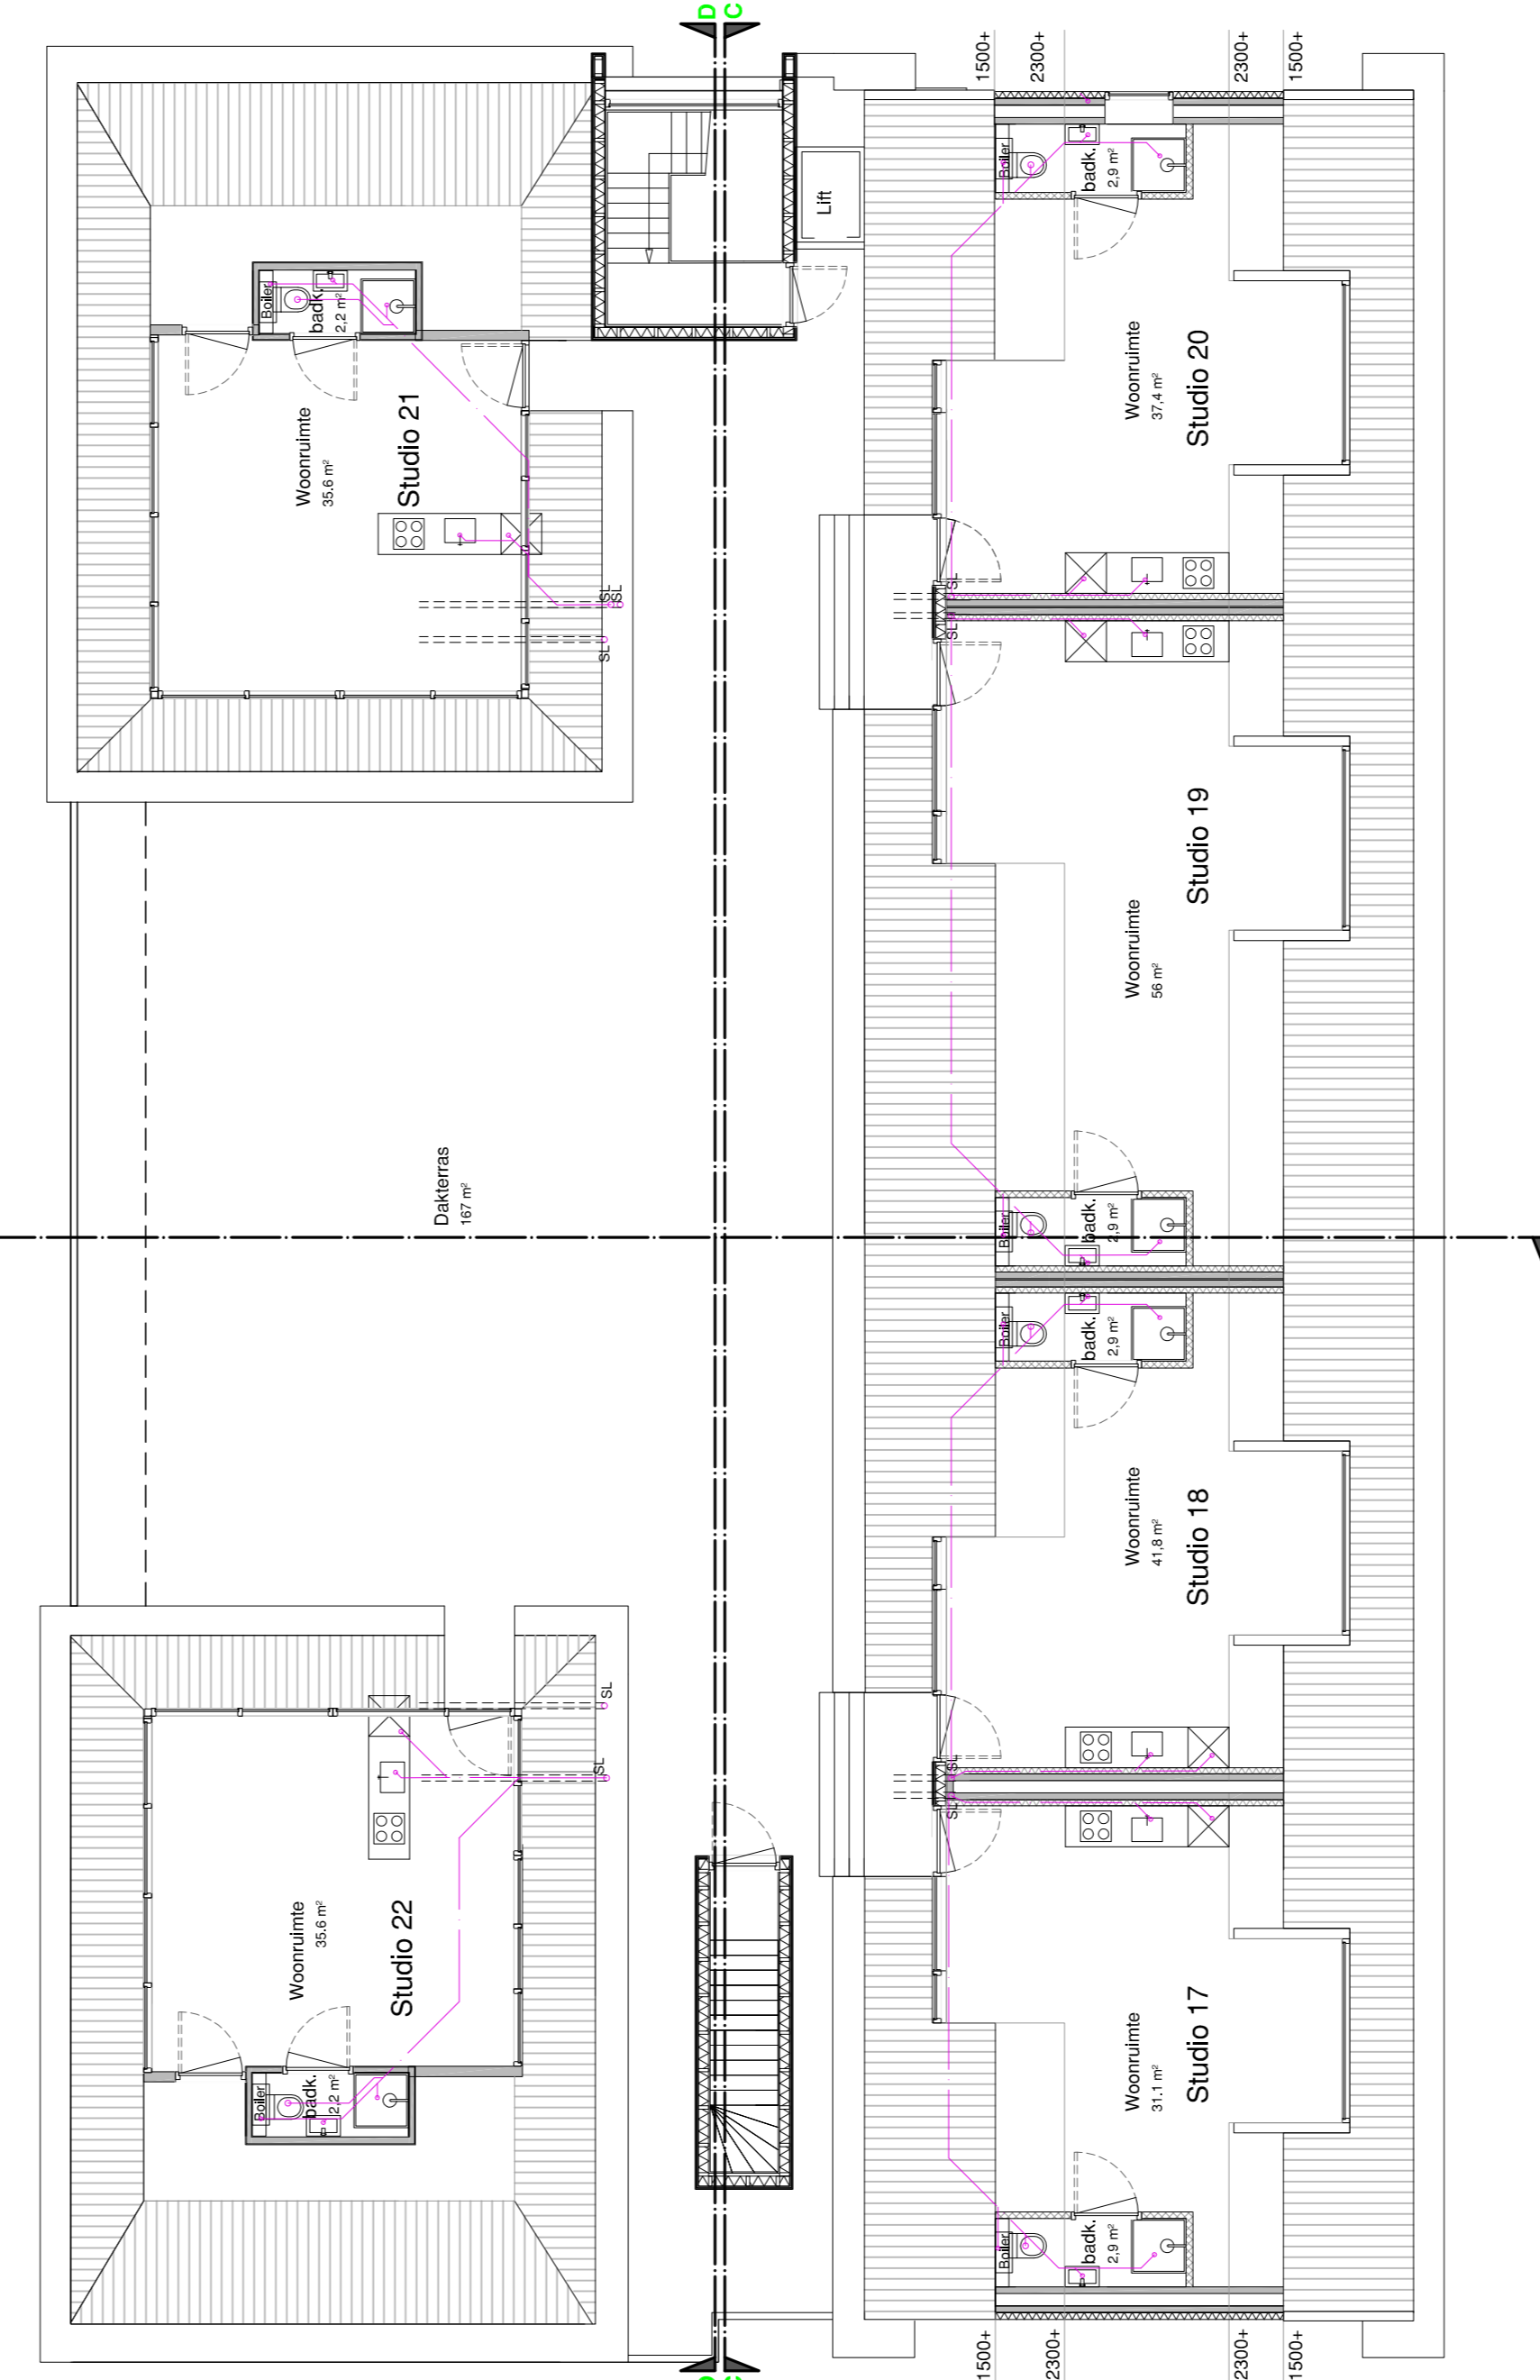 D
C
1500+
2300+
2300+
1500+
Lift
Boiler
badk.
2,9 m²
Boiler
badk.
2,2 m²
Woonruimte
35.6 m²
Studio 21
Woonruimte
37,4 m²
Studio 20
SL
SL
SL
SL
SL
Studio 19
Woonruimte
56 m²
Dakterras
167 m²
Boiler
badk.
2,9 m²
Boiler
badk.
2,9 m²
Woonruimte
41,8 m²
Studio 18
SL
SL
SL
SL
Woonruimte
35.6 m²
Studio 22
Woonruimte
31.1 m²
Studio 17
Boiler
badk.
2,2 m²
Boiler
badk.
2,9 m²
1500+
2300+
2300+
1500+